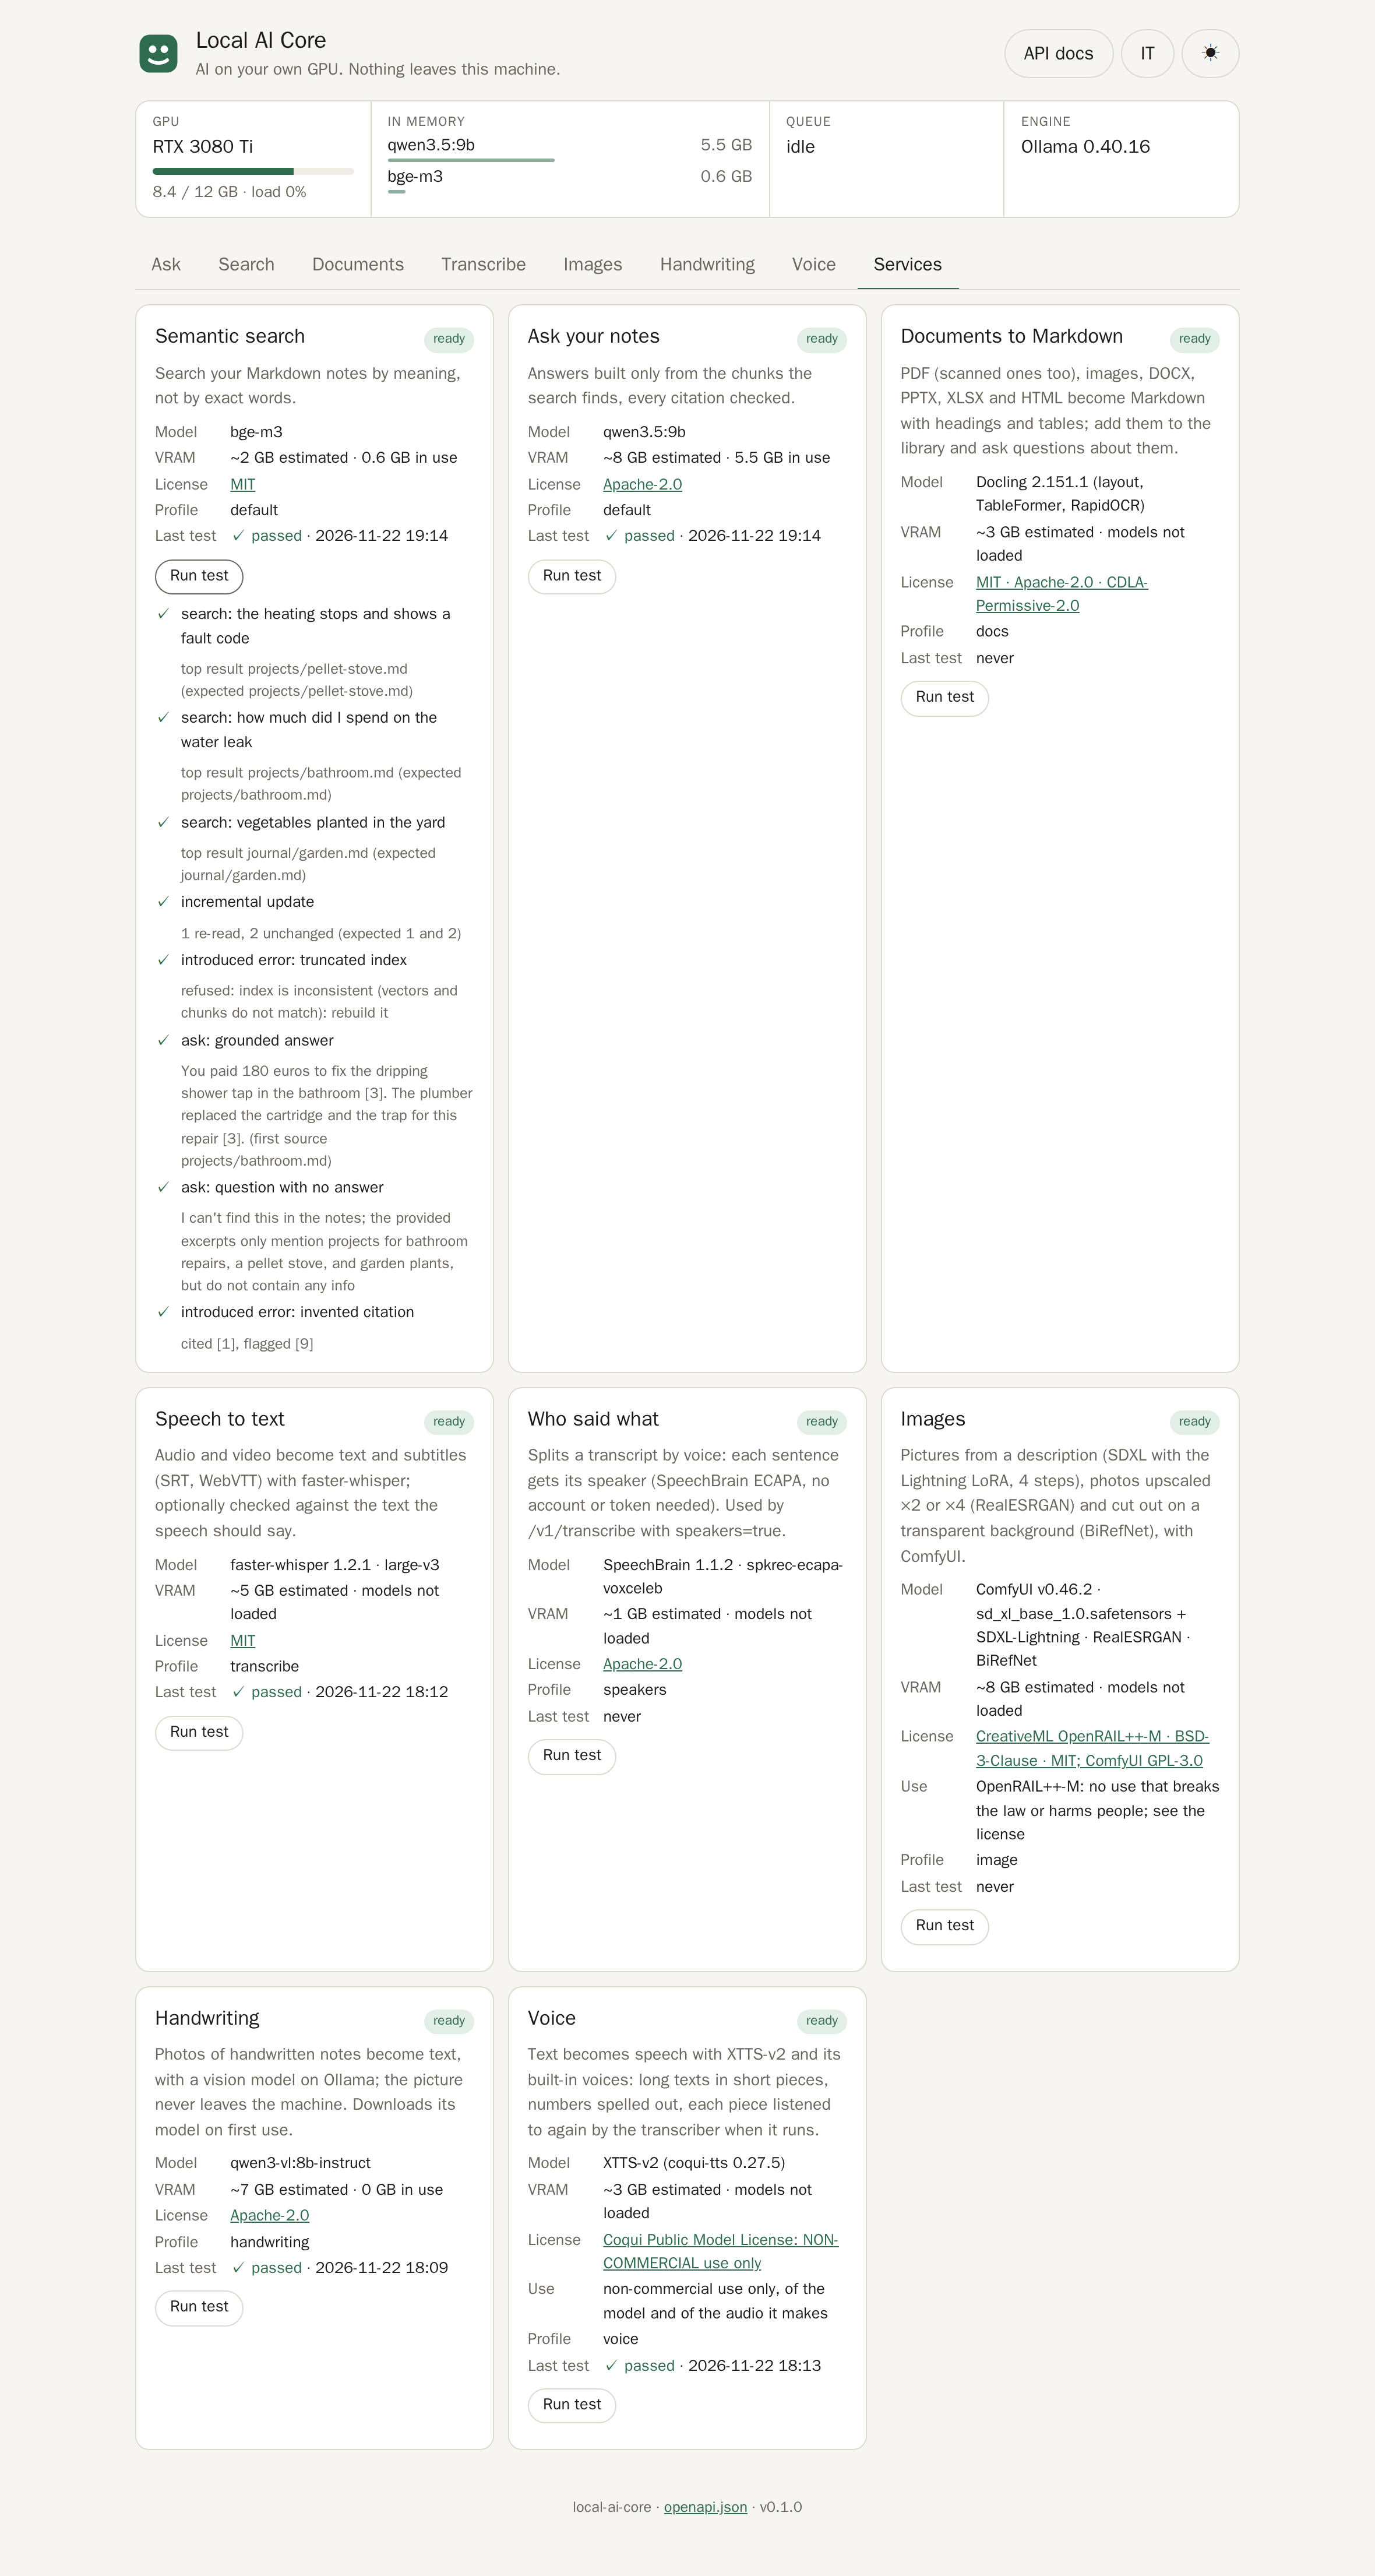 Local AI Core
AI on your own GPU. Nothing leaves this machine.
API docs
IT
GPU
RTX 3080 Ti
8.4 / 12 GB · load 0%
IN MEMORY
qwen3.5:9b 5.5 GB
bge-m3 0.6 GB
QUEUE
idle
ENGINE
Ollama 0.40.16
Ask Search Documents Transcribe Images Handwriting Voice Services
Semantic search ready
Search your Markdown notes by meaning,
not by exact words.
Model bge-m3
VRAM ~2 GB estimated · 0.6 GB in use
License MIT
Profile default
Last test ✓ passed · 2026-11-22 19:14
Run test
✓ search: the heating stops and shows a
fault code
top result projects/pellet-stove.md
(expected projects/pellet-stove.md)
✓ search: how much did I spend on the
water leak
top result projects/bathroom.md (expected
projects/bathroom.md)
✓ search: vegetables planted in the yard
top result journal/garden.md (expected
journal/garden.md)
✓ incremental update
1 re-read, 2 unchanged (expected 1 and 2)
✓ introduced error: truncated index
refused: index is inconsistent (vectors and
chunks do not match): rebuild it
✓ ask: grounded answer
You paid 180 euros to fix the dripping
shower tap in the bathroom [3]. The plumber
replaced the cartridge and the trap for this
repair [3]. (first source
projects/bathroom.md)
✓ ask: question with no answer
I can't find this in the notes; the provided
excerpts only mention projects for bathroom
repairs, a pellet stove, and garden plants,
but do not contain any info
✓ introduced error: invented citation
cited [1], flagged [9]
Ask your notes ready
Answers built only from the chunks the
search finds, every citation checked.
Model qwen3.5:9b
VRAM ~8 GB estimated · 5.5 GB in use
License Apache-2.0
Profile default
Last test ✓ passed · 2026-11-22 19:14
Run test
Documents to Markdown ready
PDF (scanned ones too), images, DOCX,
PPTX, XLSX and HTML become Markdown
with headings and tables; add them to the
library and ask questions about them.
Model Docling 2.151.1 (layout,
TableFormer, RapidOCR)
VRAM ~3 GB estimated · models not
loaded
License MIT · Apache-2.0 · CDLA-
Permissive-2.0
Profile docs
Last test never
Run test
Speech to text ready
Audio and video become text and subtitles
(SRT, WebVTT) with faster-whisper;
optionally checked against the text the
speech should say.
Model faster-whisper 1.2.1 · large-v3
VRAM ~5 GB estimated · models not
loaded
License MIT
Profile transcribe
Last test ✓ passed · 2026-11-22 18:12
Run test
Who said what ready
Splits a transcript by voice: each sentence
gets its speaker (SpeechBrain ECAPA, no
account or token needed). Used by
/v1/transcribe with speakers=true.
Model SpeechBrain 1.1.2 · spkrec-ecapa-
voxceleb
VRAM ~1 GB estimated · models not
loaded
License Apache-2.0
Profile speakers
Last test never
Run test
Images ready
Pictures from a description (SDXL with the
Lightning LoRA, 4 steps), photos upscaled
×2 or ×4 (RealESRGAN) and cut out on a
transparent background (BiRefNet), with
ComfyUI.
Model ComfyUI v0.46.2 ·
sd_xl_base_1.0.safetensors +
SDXL-Lightning · RealESRGAN ·
BiRefNet
VRAM ~8 GB estimated · models not
loaded
License CreativeML OpenRAIL++-M · BSD-
3-Clause · MIT; ComfyUI GPL-3.0
Use OpenRAIL++-M: no use that breaks
the law or harms people; see the
license
Profile image
Last test never
Run test
Handwriting ready
Photos of handwritten notes become text,
with a vision model on Ollama; the picture
never leaves the machine. Downloads its
model on first use.
Model qwen3-vl:8b-instruct
VRAM ~7 GB estimated · 0 GB in use
License Apache-2.0
Profile handwriting
Last test ✓ passed · 2026-11-22 18:09
Run test
Voice ready
Text becomes speech with XTTS-v2 and its
built-in voices: long texts in short pieces,
numbers spelled out, each piece listened
to again by the transcriber when it runs.
Model XTTS-v2 (coqui-tts 0.27.5)
VRAM ~3 GB estimated · models not
loaded
License Coqui Public Model License: NON-
COMMERCIAL use only
Use non-commercial use only, of the
model and of the audio it makes
Profile voice
Last test ✓ passed · 2026-11-22 18:13
Run test
local-ai-core · openapi.json · v0.1.0